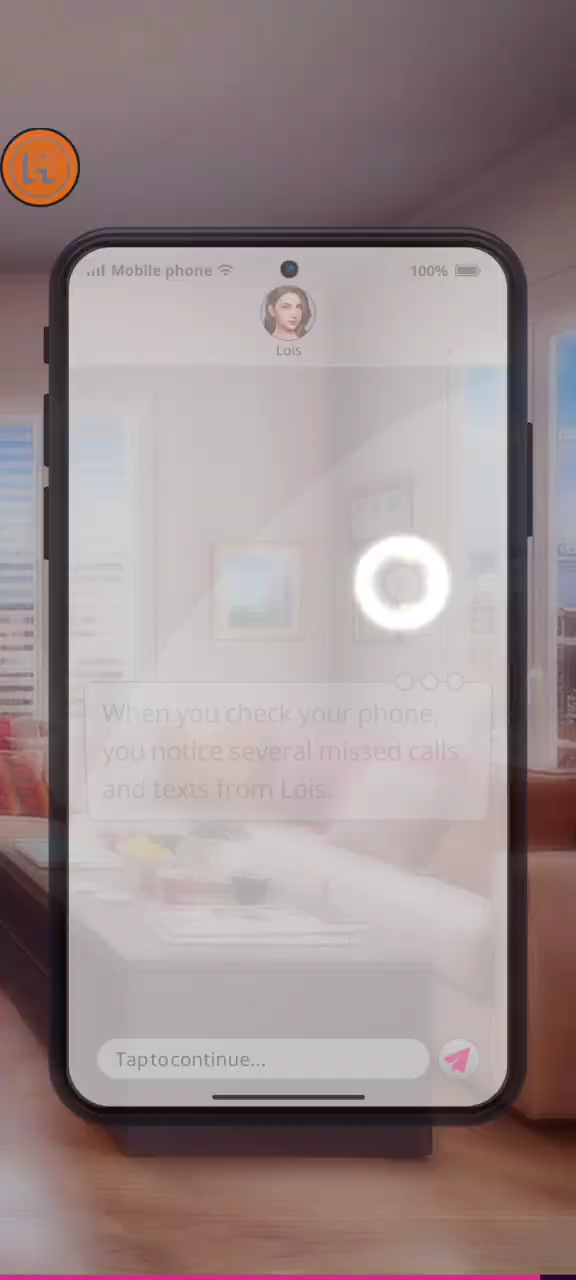 Mobile phone
100%
Lois
When you check your phone,
you notice several missed calls
and texts from Lois.
Tap to continue...